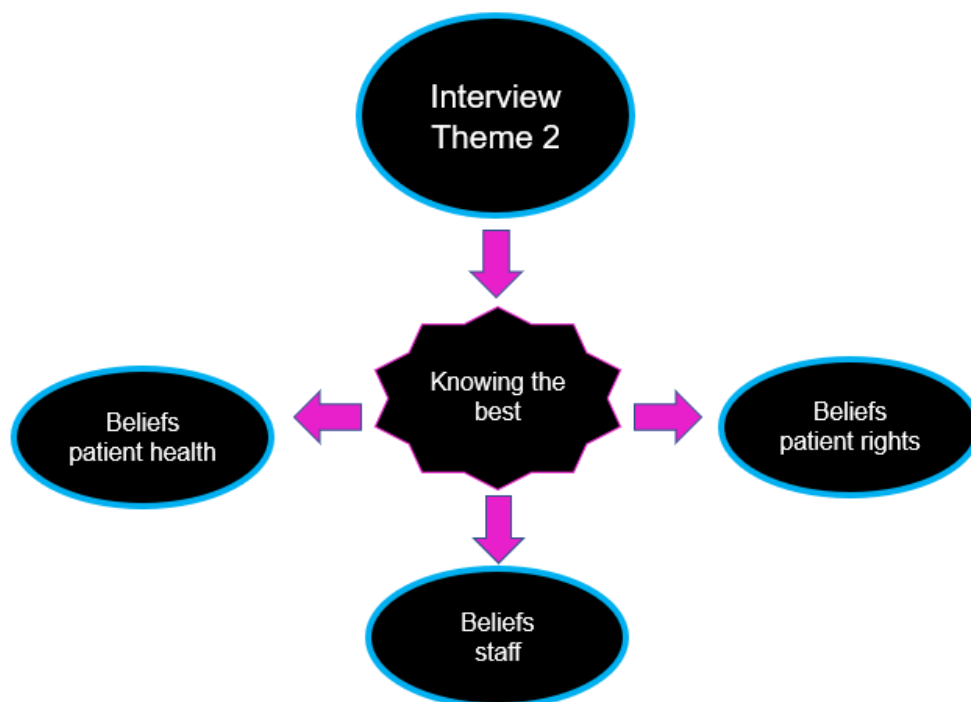 Interview
Theme 2
Knowing the
best
Beliefs
patient health
Beliefs
patient rights
Beliefs
staff